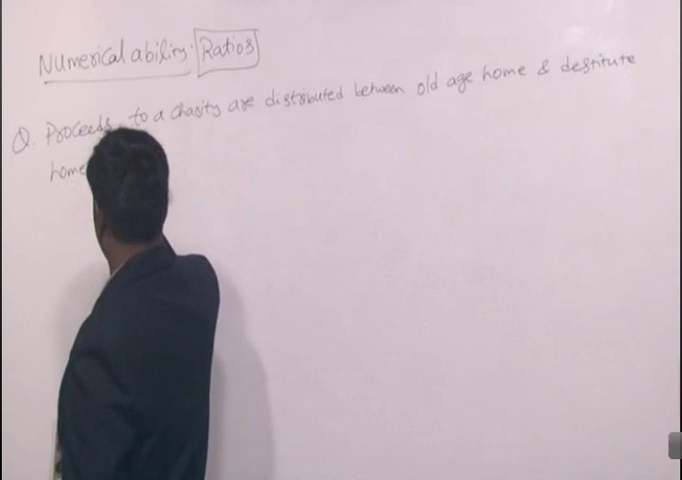 Numerical ability. Ratios
Q. Proceeds to a charity are distributed between old age home & destitute
home